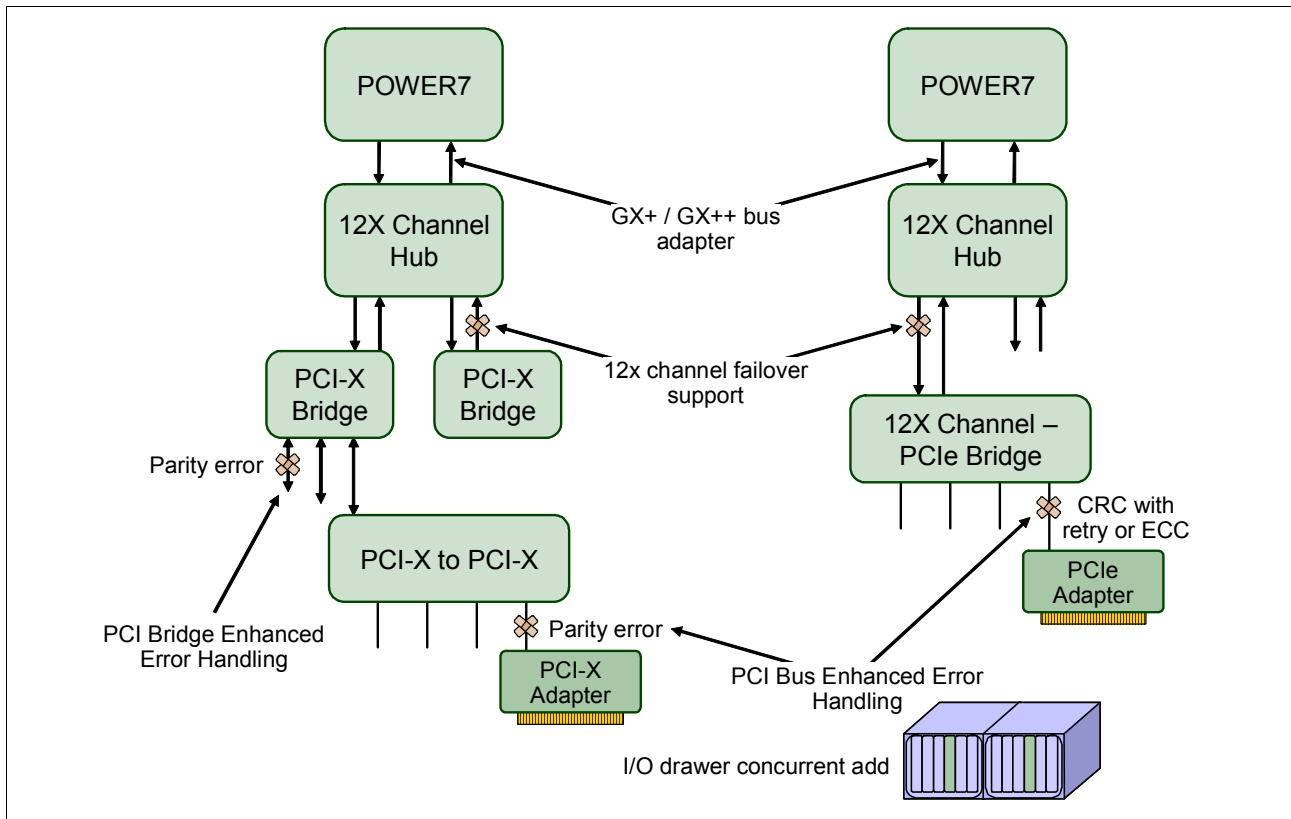 POWER7
POWER7
GX+ / GX++ bus
adapter
12X Channel
Hub
12X Channel
Hub
12x channel failover
support
PCI-X
Bridge
PCI-X
Bridge
12X Channel –
PCIe Bridge
Parity error
CRC with
retry or ECC
PCI-X to PCI-X
PCIe
Adapter
PCI Bridge Enhanced
Error Handling
Parity error
PCI-X
Adapter
PCI Bus Enhanced Error
Handling
I/O drawer concurrent add